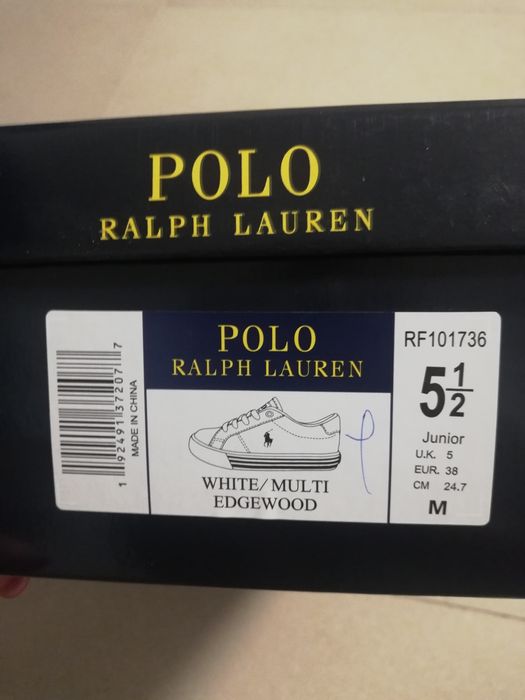 POLO
RALPH LAUREN
1 92491 37207 7
MADE IN CHINA
POLO
RALPH LAUREN
WHITE/MULTI
EDGEWOOD
RF101736
5 1/2
Junior
U.K. 5
EUR. 38
CM 24.7
M